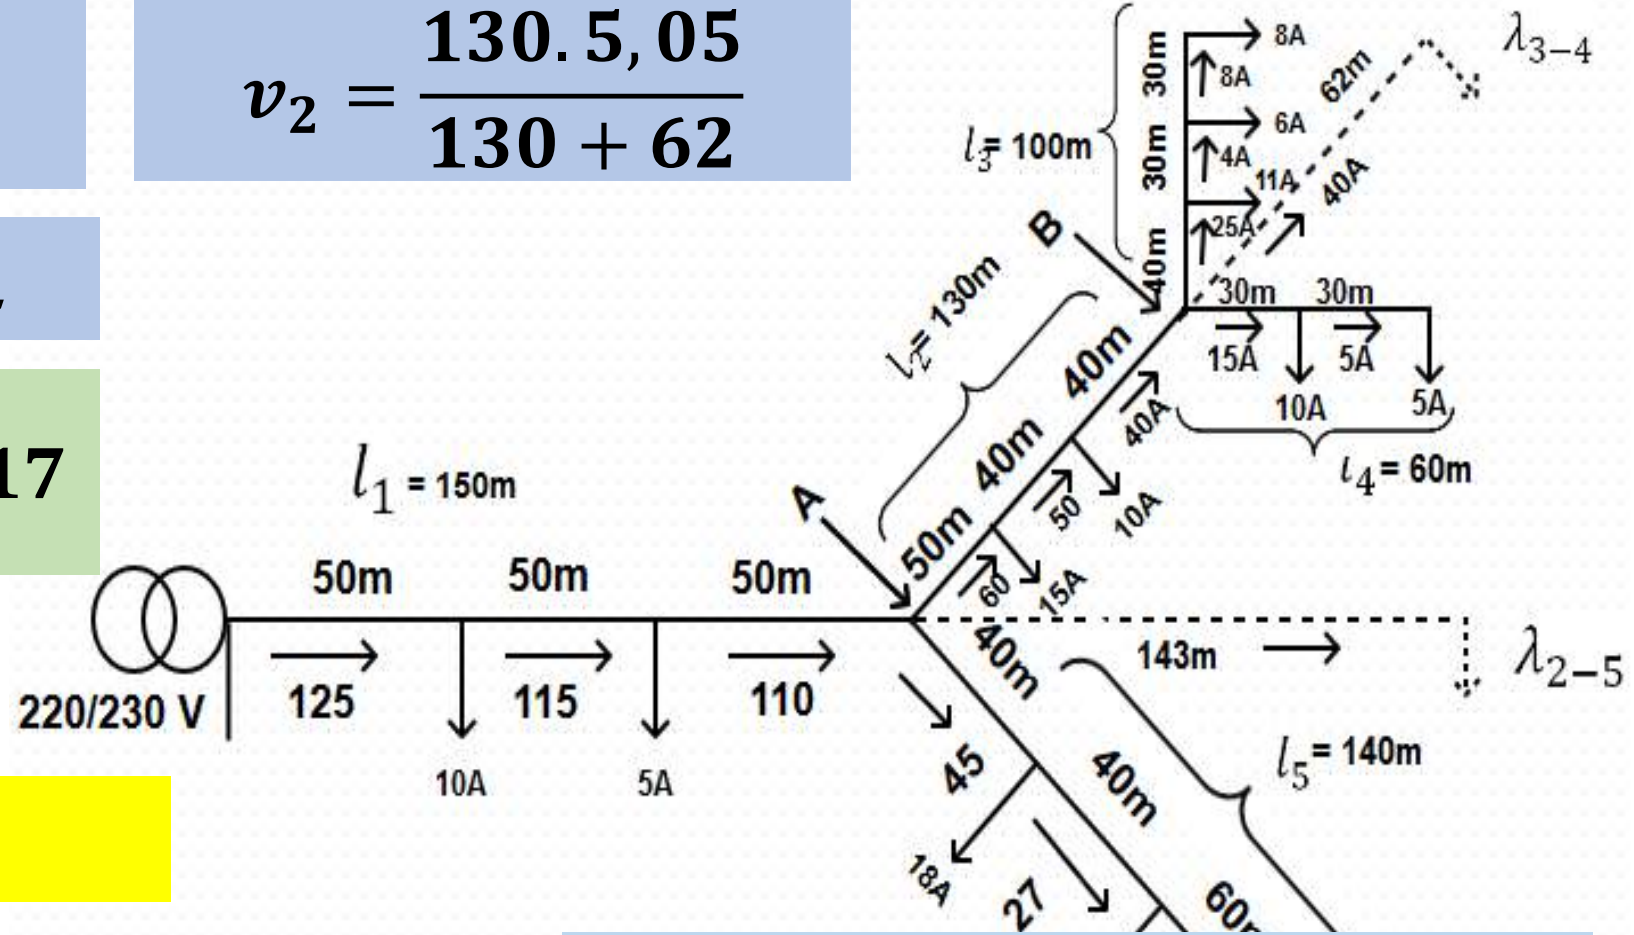 v₂ = 130.5,05 / 130 + 62
17
l₃= 100m
30m
30m
40m
8A
8A
6A
4A
11A
25A
62m
40A
λ₃₋₄
B
l₂= 130m
30m 30m
15A 5A
10A 5A
l₄ = 60m
40m
40m
50m
40A
50
10A
60
15A
A
l₁ = 150m
50m 50m 50m
220/230 V
125 115 110
10A 5A
143m
λ₂₋₅
40m
l₅ = 140m
45
40m
18A
27